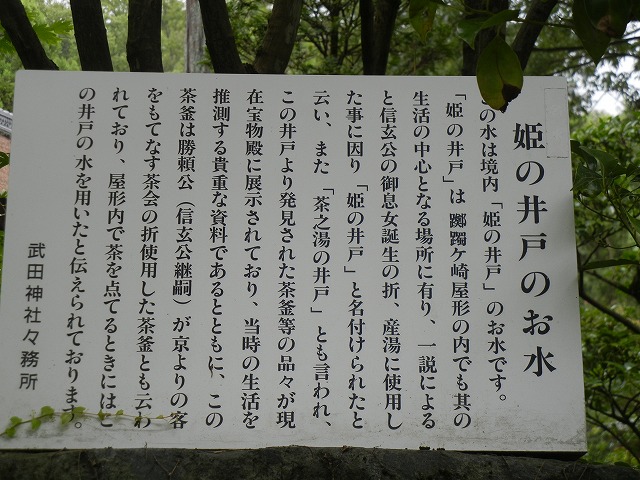 姫の井戸のお水
の水は境内「姫の井戸」のお水です。
「姫の井戸」は躑躅ケ崎屋形の内でも其の
生活の中心となる場所に有り、一説による
と信玄公の御息女誕生の折、産湯に使用し
た事に因り「姫の井戸」と名付けられたと
云い、また「茶之湯の井戸」とも言われ、
この井戸より発見された茶釜等の品々が現
在宝物殿に展示されており、当時の生活を
推測する貴重な資料であるとともに、この
茶釜は勝頼公（信玄公継嗣）が京よりの客
をもてなす茶会の折使用した茶釜とも云わ
れており、屋形内で茶を点てるときにはこ
の井戸の水を用いたと伝えられております。
武田神社々務所